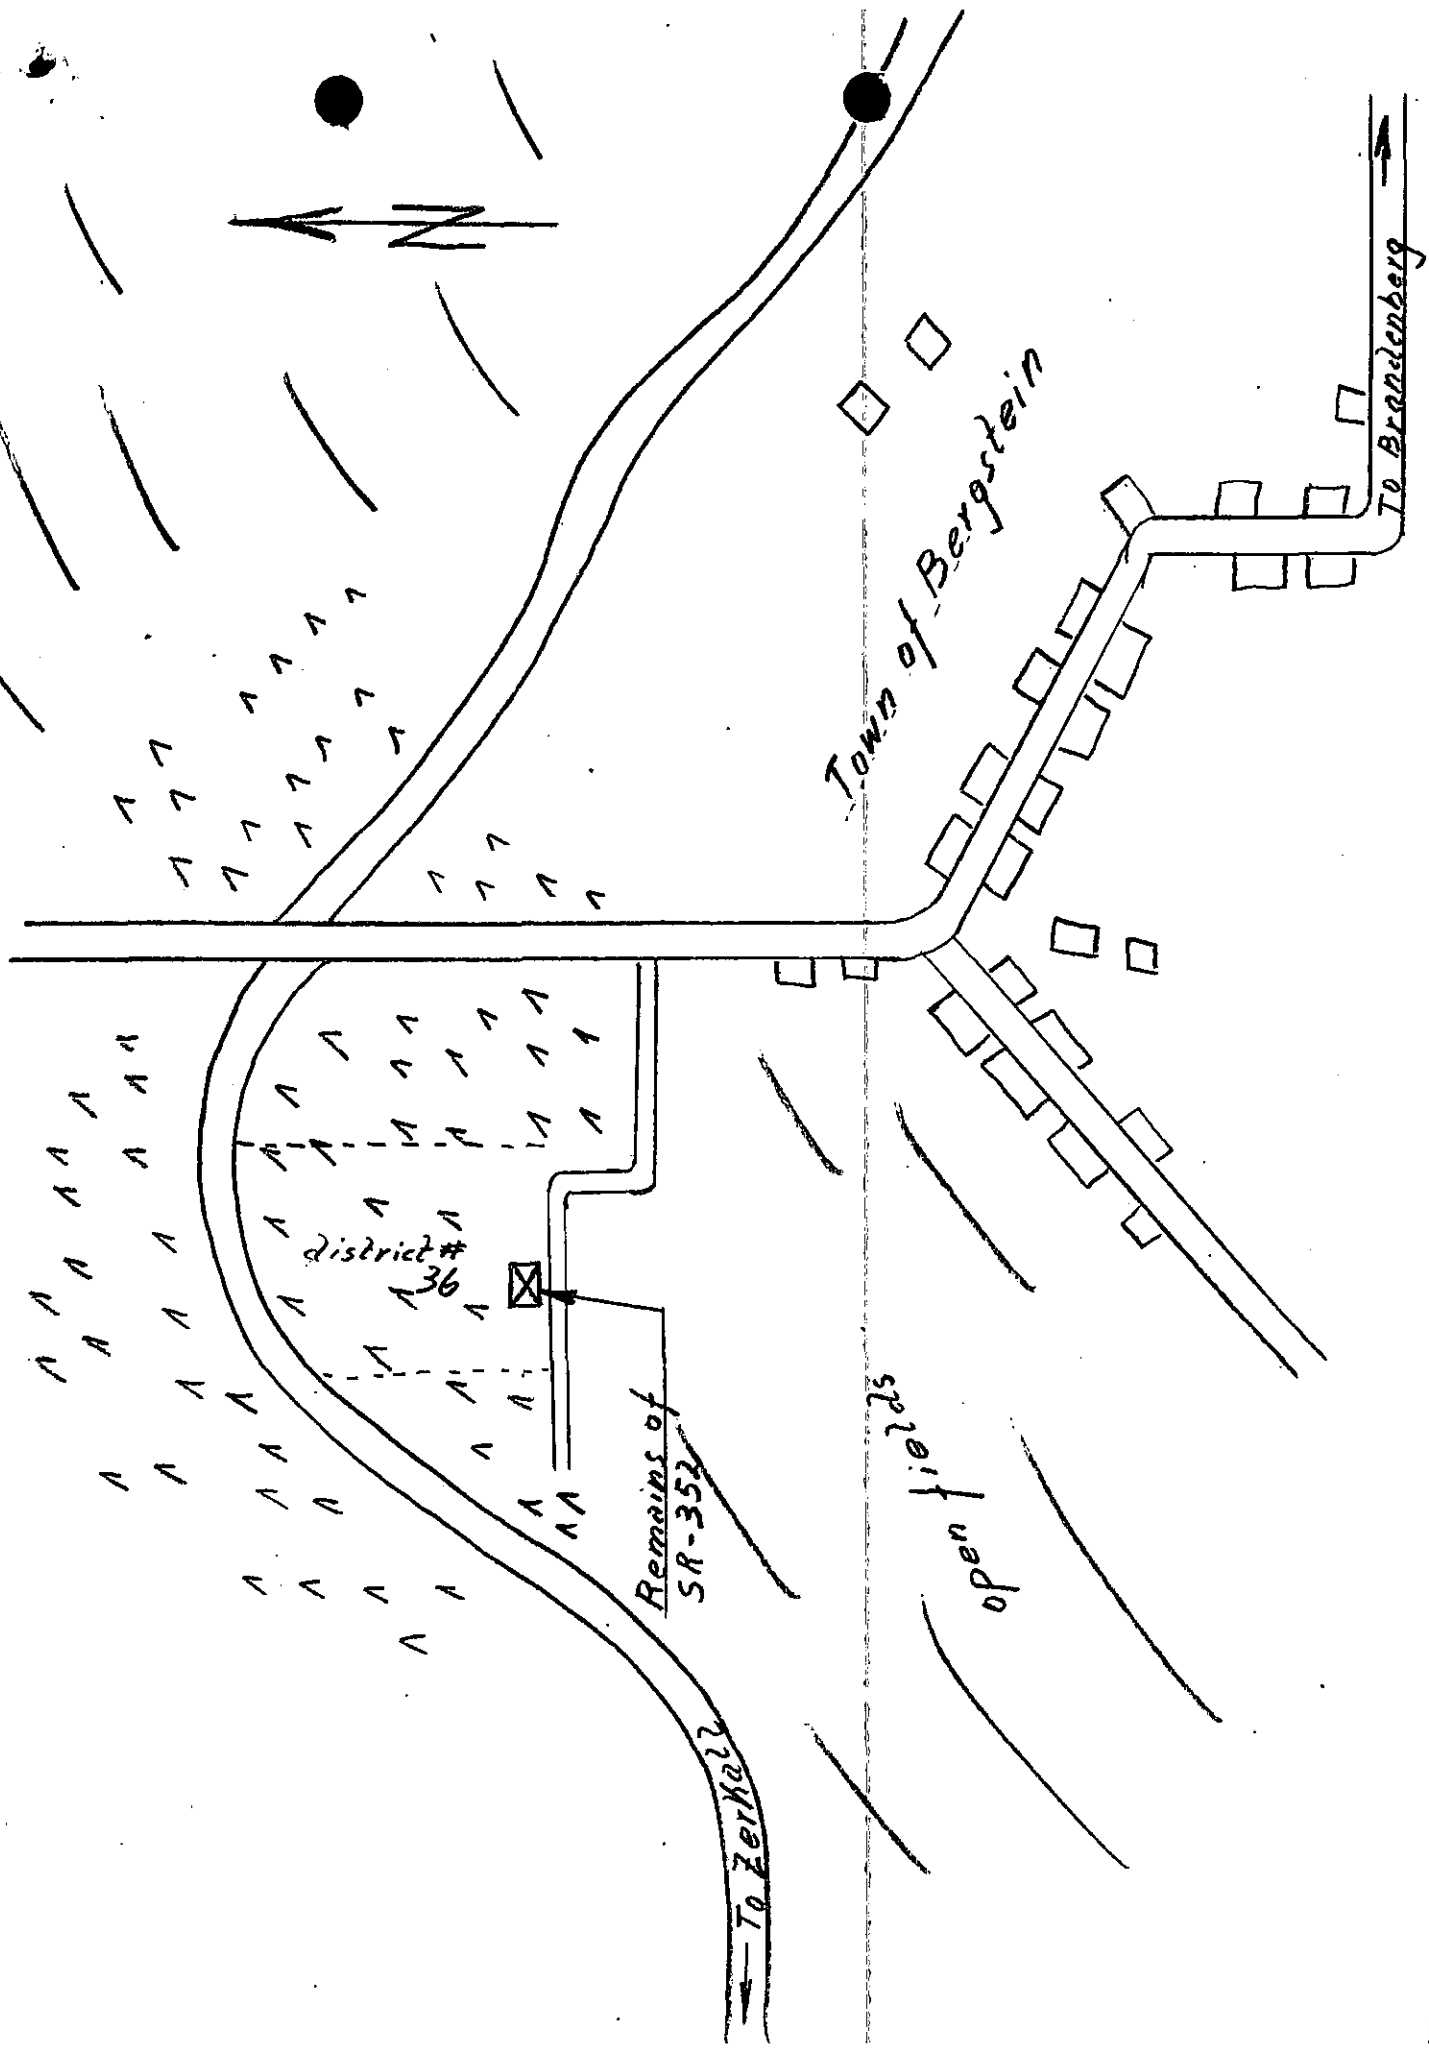 N
To Brandenberg
Town of Bergstein
district #
36
Remains of
SR-352
open fields
To Zerkall